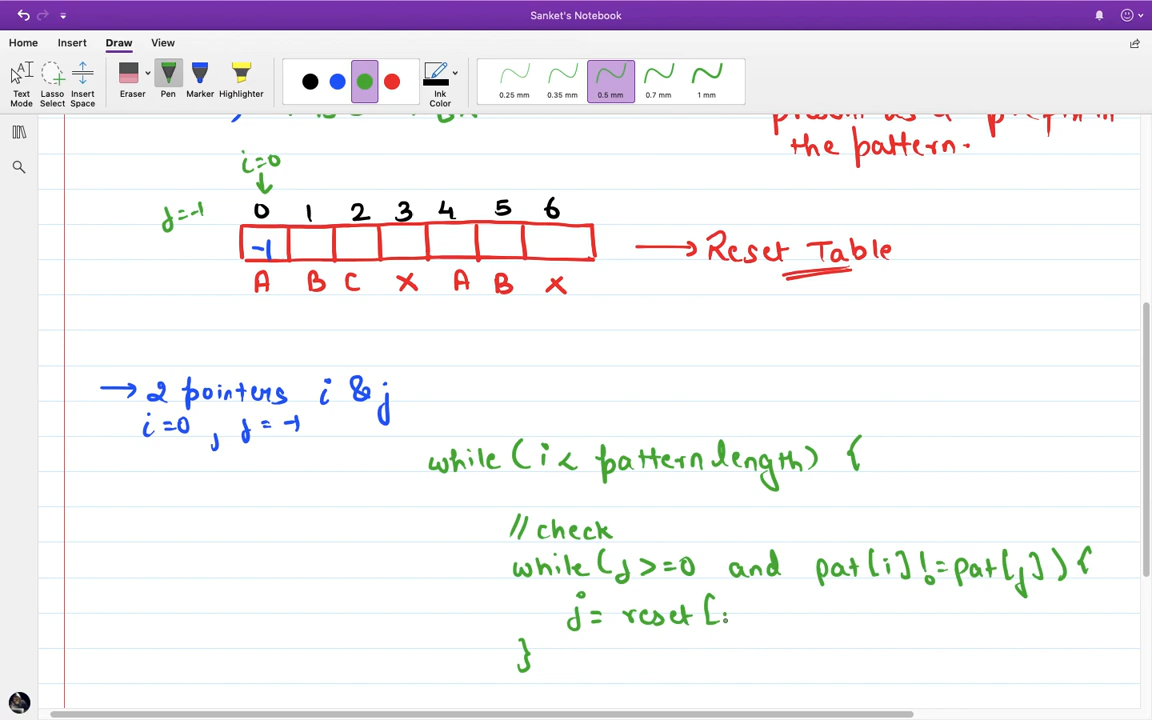 Sanket's Notebook
Home Insert Draw View
Text Mode
Lasso Select
Insert Space
Eraser
Pen
Marker
Highlighter
Ink Color
0.25 mm
0.35 mm
0.5 mm
0.7 mm
1 mm
the pattern.
i=0
j=-1
0 1 2 3 4 5 6
-1
→ Reset Table
A B C X A B X
→ 2 pointers i & j
i=0 , j=-1
while (i < pattern length) {
// check
while (j >=0 and pat[i] != pat[j]) {
j = reset [
}